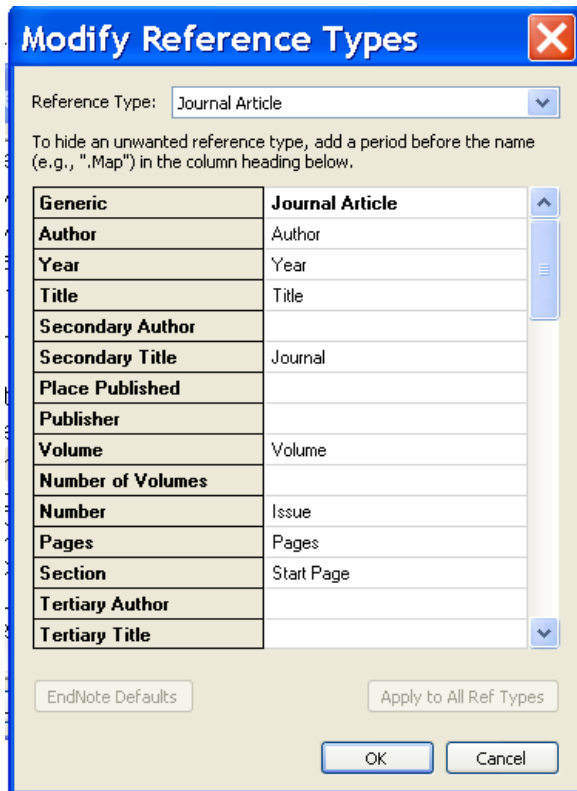 Modify Reference Types
Reference Type: Journal Article
To hide an unwanted reference type, add a period before the name
(e.g., ".Map") in the column heading below.
Generic Journal Article
Author Author
Year Year
Title Title
Secondary Author
Secondary Title Journal
Place Published
Publisher
Volume Volume
Number of Volumes
Number Issue
Pages Pages
Section Start Page
Tertiary Author
Tertiary Title
EndNote Defaults Apply to All Ref Types
OK Cancel